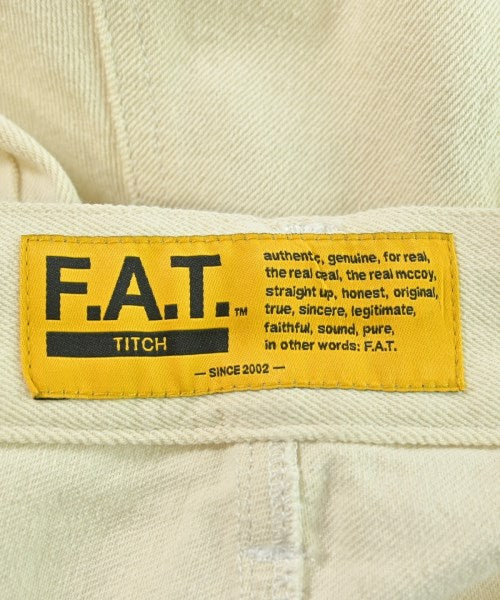 F.A.T.™
TITCH
— SINCE 2002 —
authentc, genuine, for real,
the real deal, the real mccoy,
straight up, honest, original,
true, sincere, legitimate,
faithful, sound, pure,
in other words: F.A.T.